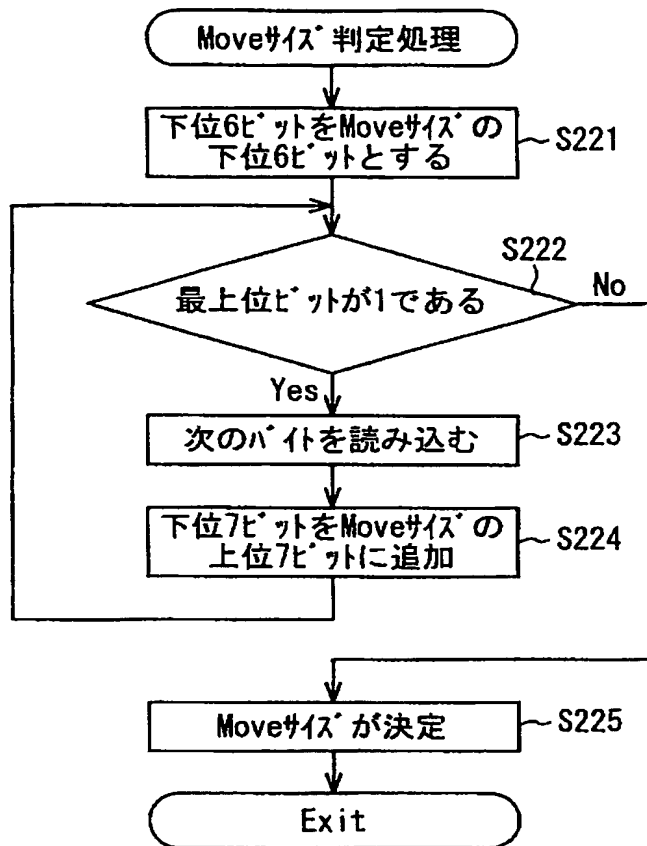 Moveｻｲｽﾞ判定処理
下位6ﾋﾞｯﾄをMoveｻｲｽﾞの
下位6ﾋﾞｯﾄとする
S221
S222
最上位ﾋﾞｯﾄが1である
No
Yes
次のﾊﾞｲﾄを読み込む
S223
下位7ﾋﾞｯﾄをMoveｻｲｽﾞの
上位7ﾋﾞｯﾄに追加
S224
Moveｻｲｽﾞが決定
S225
Exit